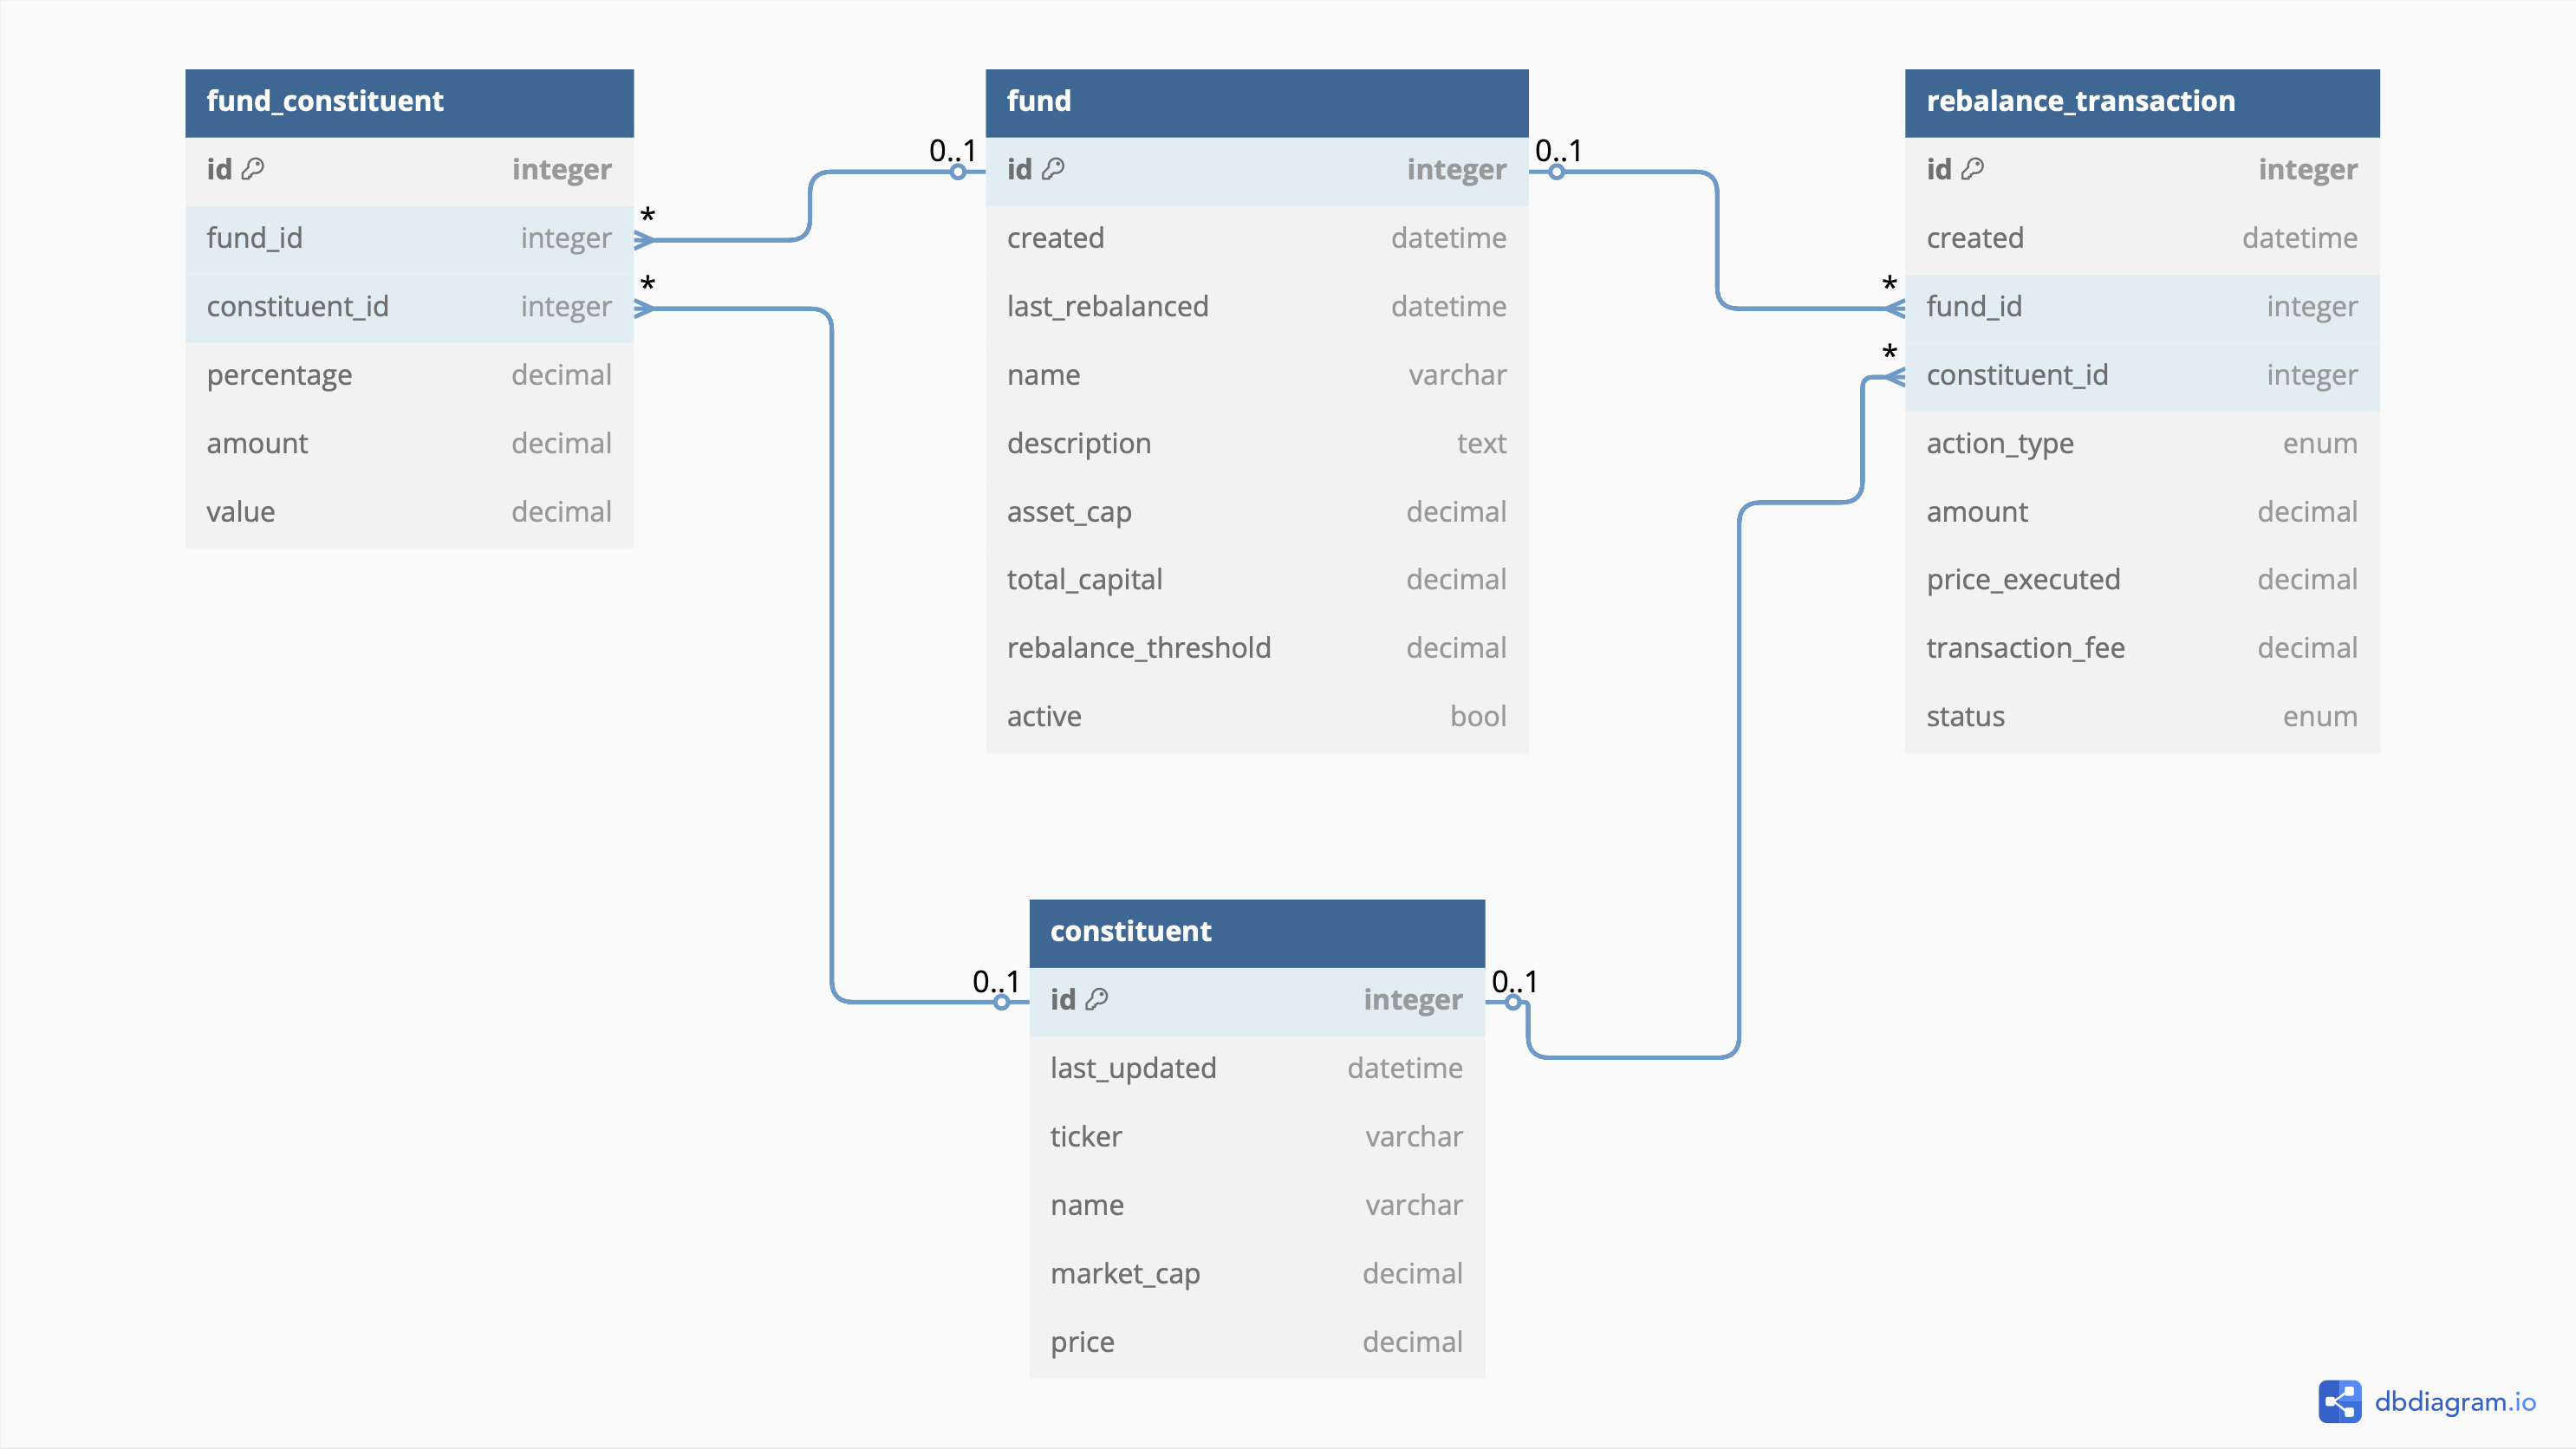 fund_constituent
id integer
* 
fund_id integer
*
constituent_id integer
percentage decimal
amount decimal
value decimal
fund
0..1
id integer
0..1
created datetime
last_rebalanced datetime
name varchar
description text
asset_cap decimal
total_capital decimal
rebalance_threshold decimal
active bool
rebalance_transaction
id integer
created datetime
*
fund_id integer
*
constituent_id integer
action_type enum
amount decimal
price_executed decimal
transaction_fee decimal
status enum
constituent
0..1
id integer
0..1
last_updated datetime
ticker varchar
name varchar
market_cap decimal
price decimal
dbdiagram.io